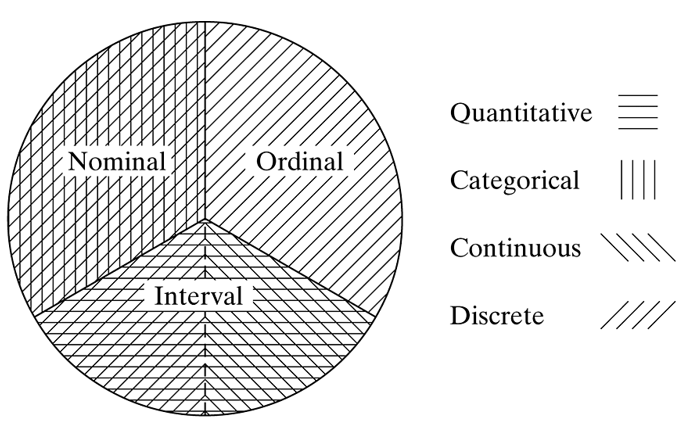 Nominal
Ordinal
Interval
Quantitative
Categorical
Continuous
Discrete